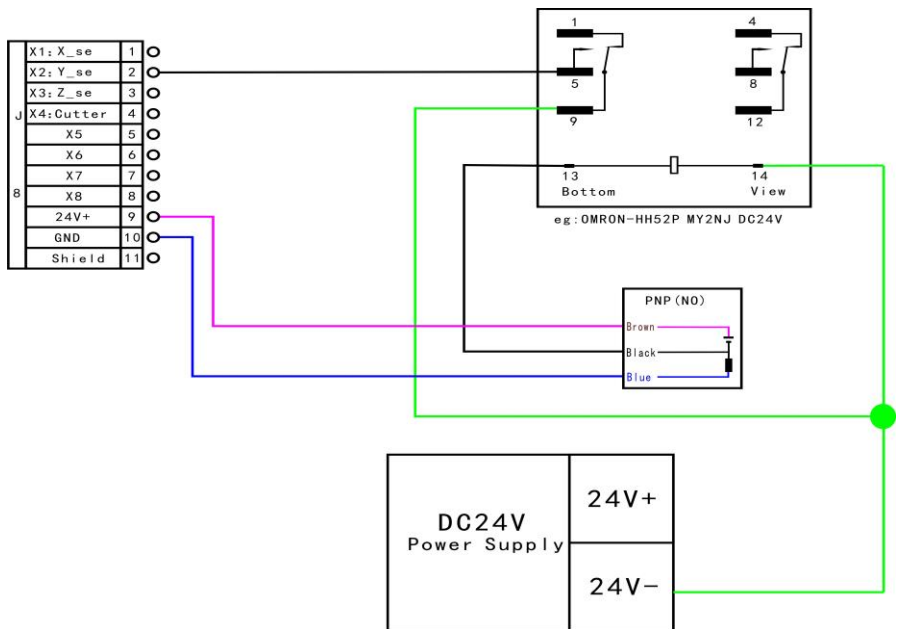 J
8
X1: X_se 1
X2: Y_se 2
X3: Z_se 3
X4:Cutter 4
X5 5
X6 6
X7 7
X8 8
24V+ 9
GND 10
Shield 11
1 4
5 8
9 12
13 14
Bottom View
eg:OMRON-HH52P MY2NJ DC24V
PNP(NO)
Brown
Black
Blue
DC24V
Power Supply
24V+
24V-